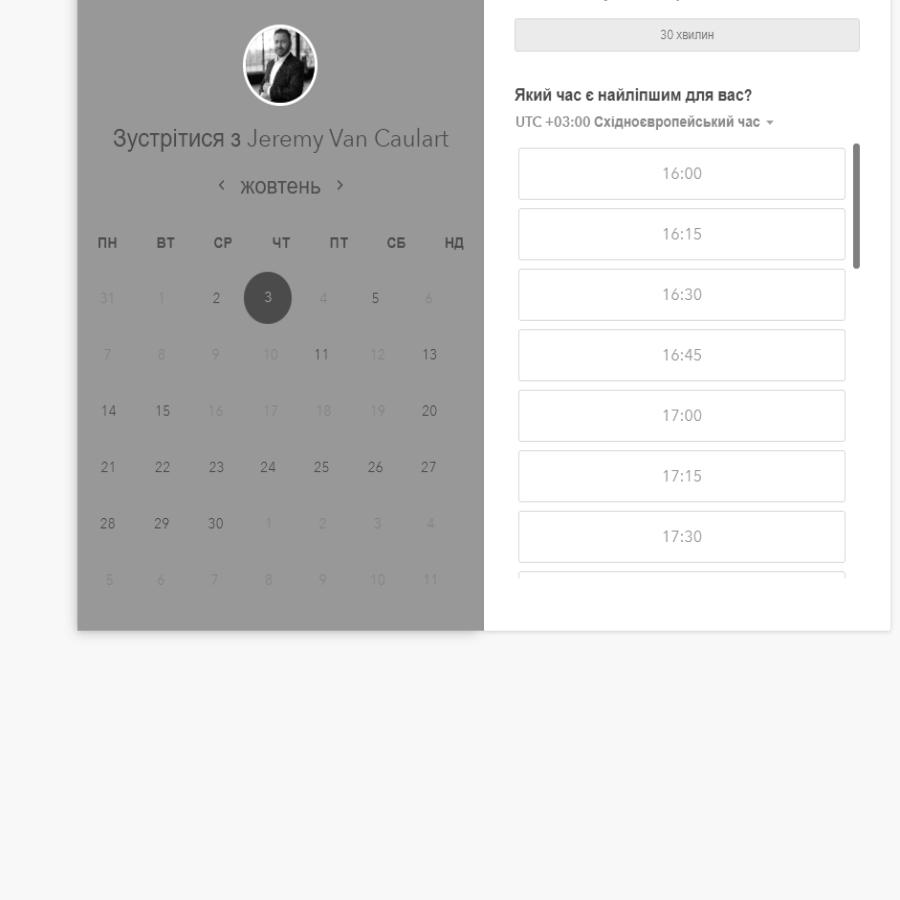 Зустрітися з Jeremy Van Caulart
жовтень
ПН ВТ СР ЧТ ПТ СБ НД
31 1 2 3 4 5 6
7 8 9 10 11 12 13
14 15 16 17 18 19 20
21 22 23 24 25 26 27
28 29 30 1 2 3 4
5 6 7 8 9 10 11
30 хвилин
Який час є найліпшим для вас?
UTC +03:00 Східноєвропейський час
16:00
16:15
16:30
16:45
17:00
17:15
17:30